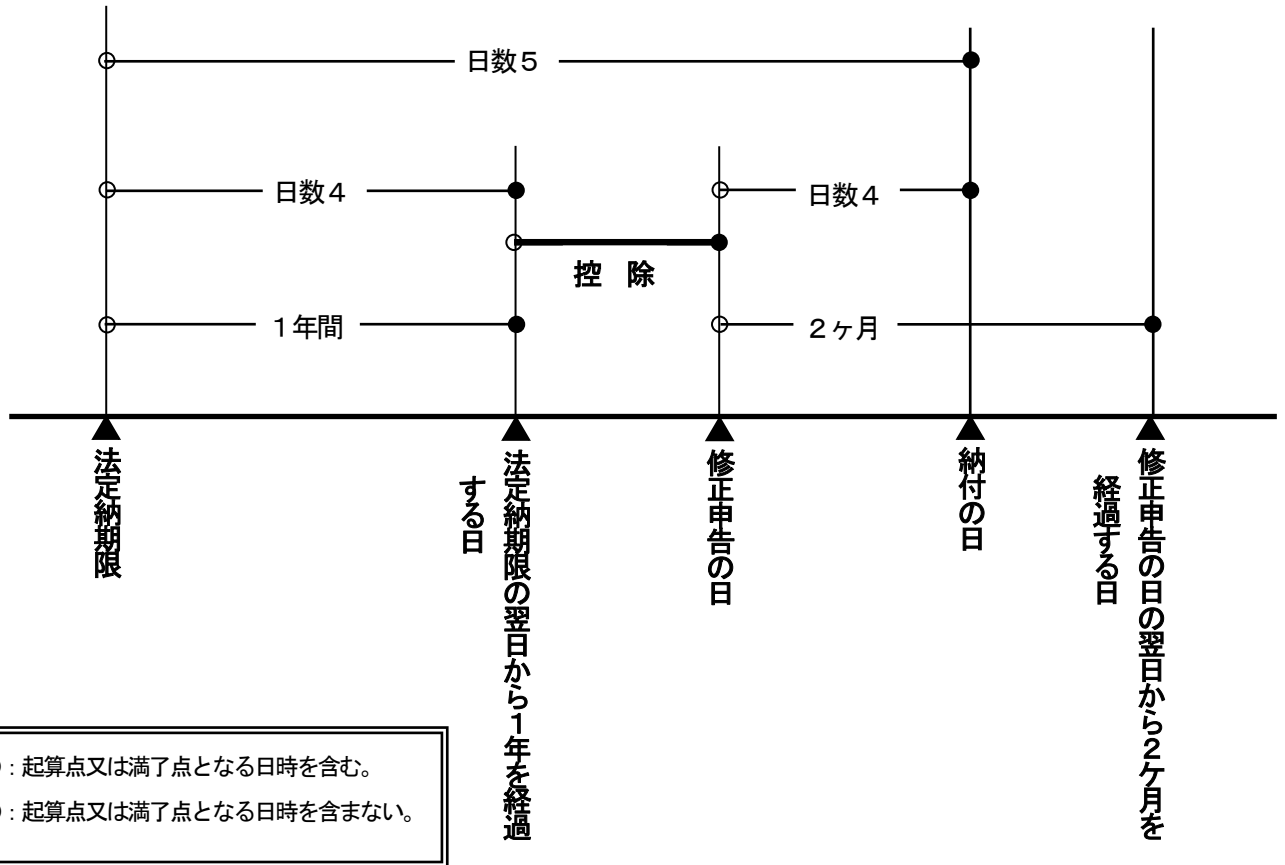 日数5
日数4
日数4
控 除
1年間
2ヶ月
法定納期限
法定納期限の翌日から1年を経過
する日
修正申告の日
納付の日
修正申告の日の翌日から2ケ月を
経過する日
：起算点又は満了点となる日時を含む。
：起算点又は満了点となる日時を含まない。